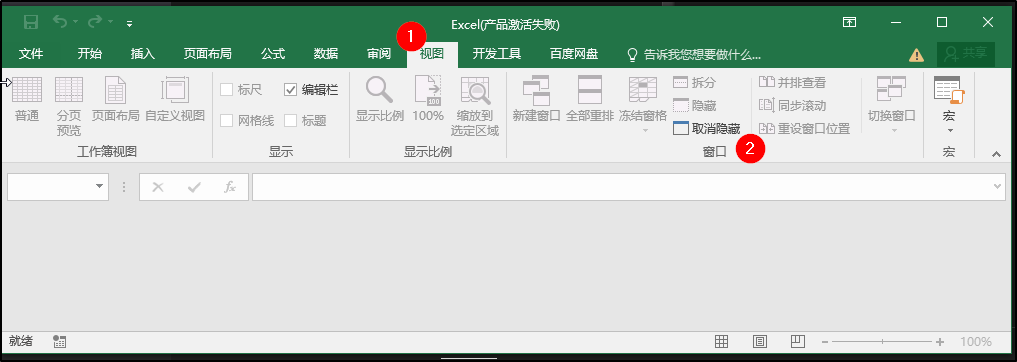 Excel(产品激活失败)
1
文件 开始 插入 页面布局 公式 数据 审阅 视图 开发工具 百度网盘 告诉我您想要做什么... 共享
普通 分页预览 页面布局 自定义视图
标尺 编辑栏
网格线 标题
显示比例 100% 缩放到选定区域
新建窗口 全部重排 冻结窗格
拆分
隐藏
取消隐藏
并排查看
同步滚动
重设窗口位置
切换窗口 宏
工作簿视图 显示 显示比例 窗口 2 宏
fx
就绪 100%